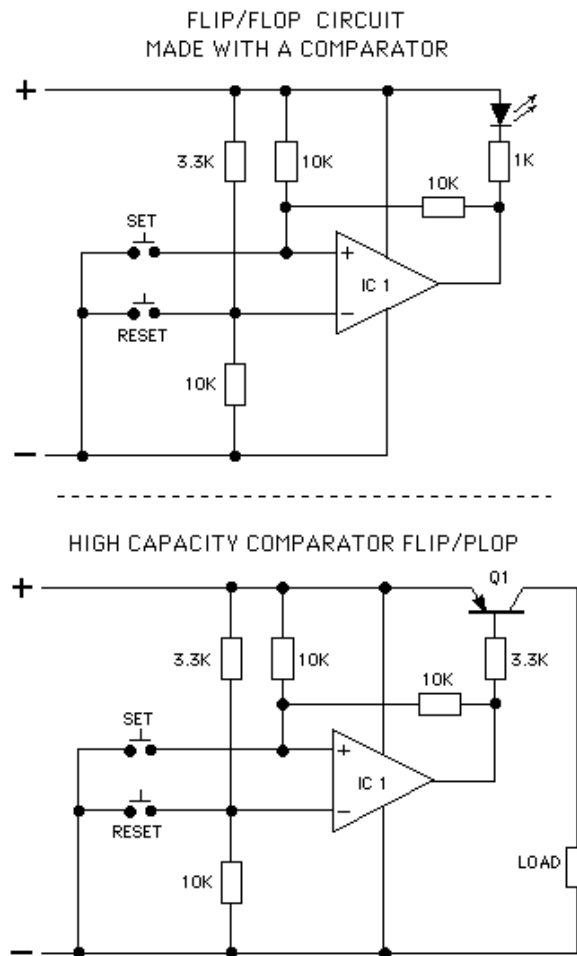 FLIP/FLOP CIRCUIT
MADE WITH A COMPARATOR
+
3.3K
10K
1K
10K
SET
+
IC 1
−
RESET
10K
−
HIGH CAPACITY COMPARATOR FLIP/PLOP
+
Q1
3.3K
10K
3.3K
10K
SET
+
IC 1
−
RESET
LOAD
10K
−